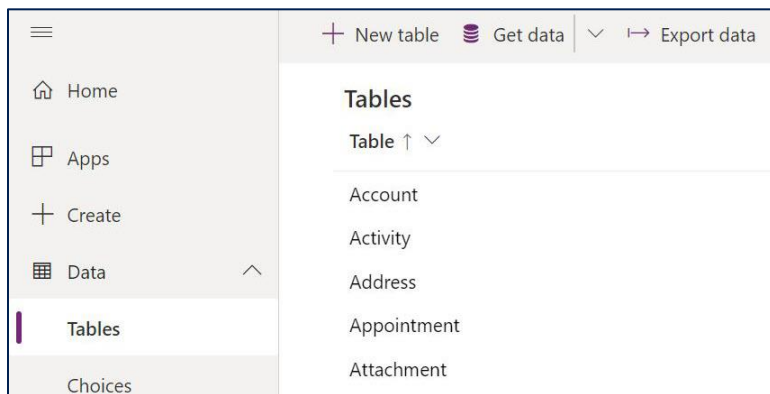 Home
Apps
Create
Data
Tables
Choices
New table Get data Export data
Tables
Table
Account
Activity
Address
Appointment
Attachment